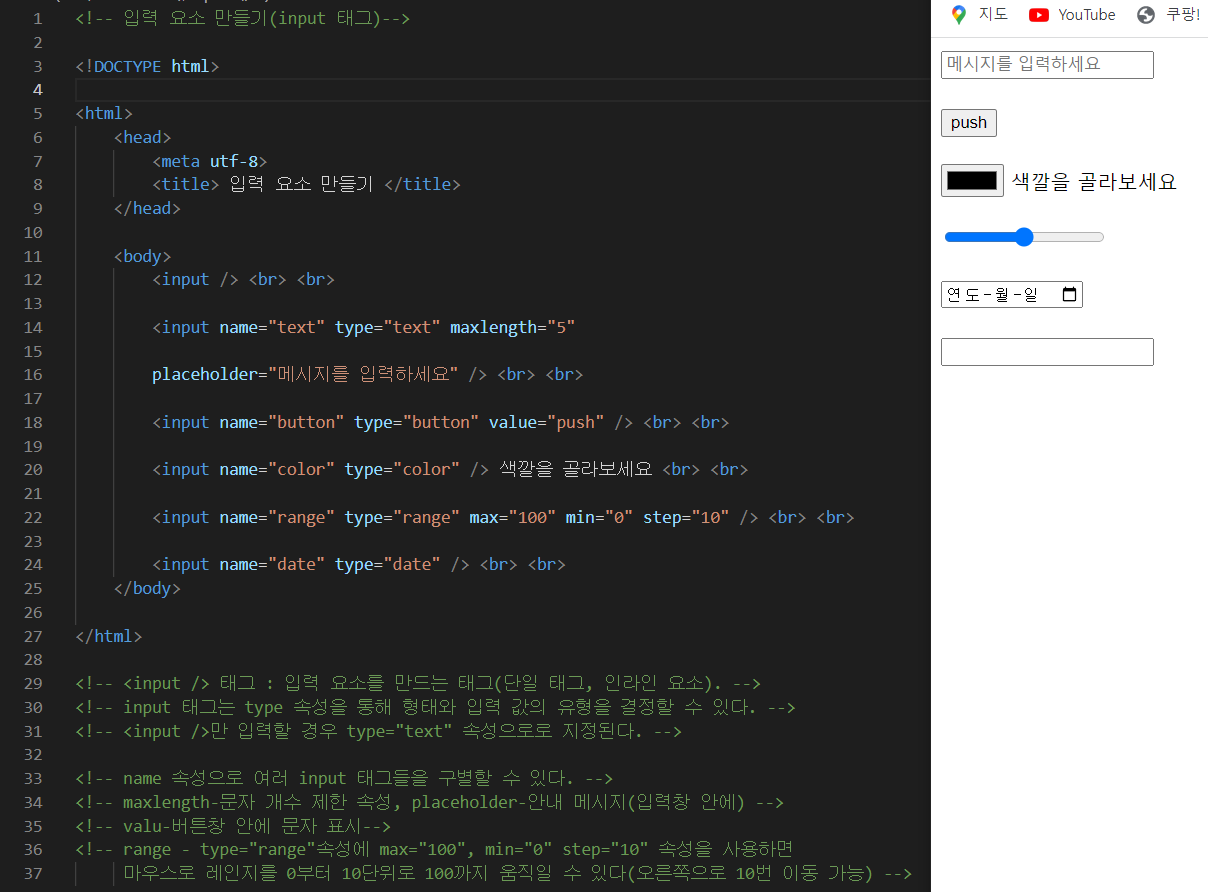 1 <!-- 입력 요소 만들기(input 태그)-->
2
3 <!DOCTYPE html>
4
5 <html>
6 <head>
7 <meta utf-8>
8 <title> 입력 요소 만들기 </title>
9 </head>
10
11 <body>
12 <input /> <br> <br>
13
14 <input name="text" type="text" maxlength="5"
15
16 placeholder="메시지를 입력하세요" /> <br> <br>
17
18 <input name="button" type="button" value="push" /> <br> <br>
19
20 <input name="color" type="color" /> 색깔을 골라보세요 <br> <br>
21
22 <input name="range" type="range" max="100" min="0" step="10" /> <br> <br>
23
24 <input name="date" type="date" /> <br> <br>
25 </body>
26
27 </html>
28
29 <!-- <input /> 태그 : 입력 요소를 만드는 태그(단일 태그, 인라인 요소). -->
30 <!-- input 태그는 type 속성을 통해 형태와 입력 값의 유형을 결정할 수 있다. -->
31 <!-- <input />만 입력할 경우 type="text" 속성으로로 지정된다. -->
32
33 <!-- name 속성으로 여러 input 태그들을 구별할 수 있다. -->
34 <!-- maxlength-문자 개수 제한 속성, placeholder-안내 메시지(입력창 안에) -->
35 <!-- valu-버튼창 안에 문자 표시-->
36 <!-- range - type="range"속성에 max="100", min="0" step="10" 속성을 사용하면
37 마우스로 레인지를 0부터 10단위로 100까지 움직일 수 있다(오른쪽으로 10번 이동 가능) -->
지도 YouTube 쿠팡!
메시지를 입력하세요
push
색깔을 골라보세요
연도-월-일